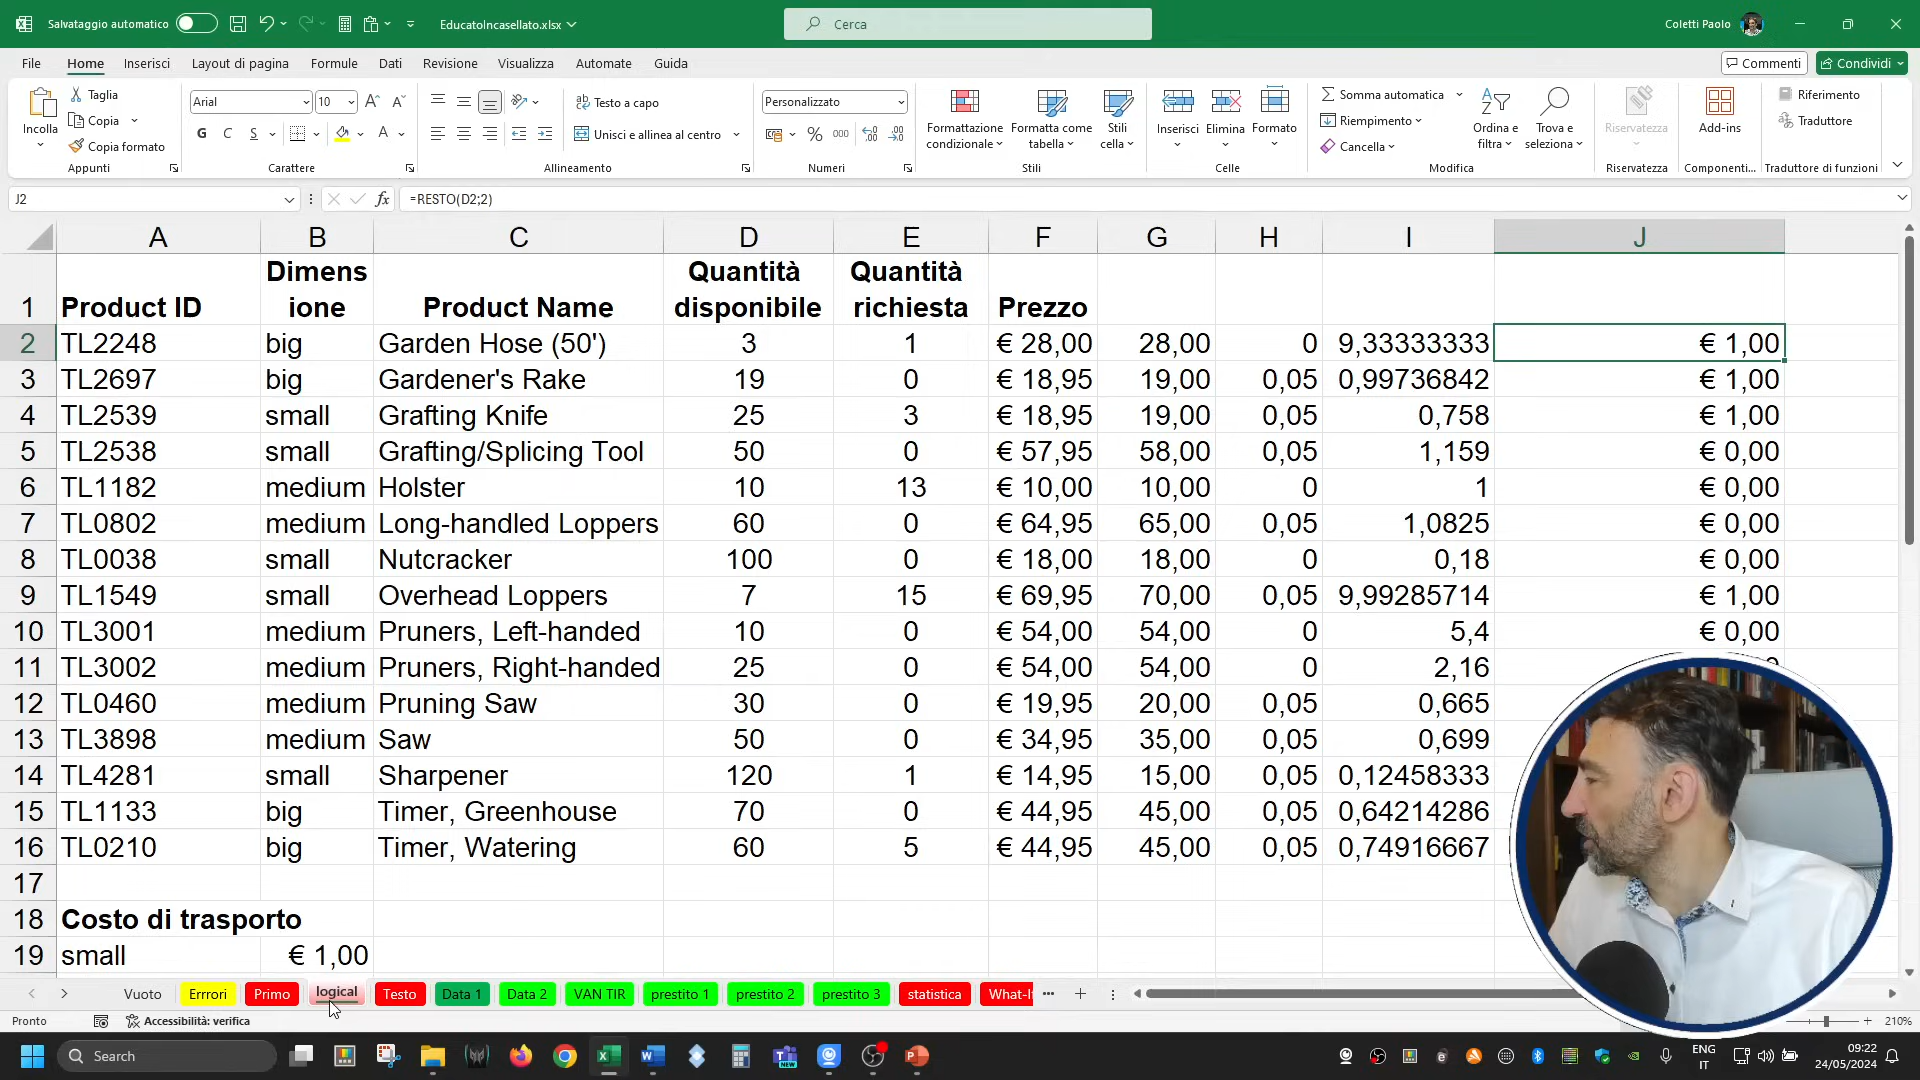 Salvataggio automatico EducatoIncasellato.xlsx Cerca Coletti Paolo
File Home Inserisci Layout di pagina Formule Dati Revisione Visualizza Automate Guida Commenti Condividi
Incolla Taglia Copia Copia formato Appunti
Arial 10 G C S A Carattere
Testo a capo Unisci e allinea al centro Allineamento
Personalizzato % 000 Numeri
Formattazione condizionale Formatta come tabella Stili cella Stili
Inserisci Elimina Formato Celle
Somma automatica Riempimento Cancella Ordina e filtra Trova e seleziona Modifica
Riservatezza Riservatezza
Add-ins Componenti...
Riferimento Traduttore Traduttore di funzioni
J2 fx =RESTO(D2;2)
A B C D E F G H I J
1 Product ID Dimensione Product Name Quantità disponibile Quantità richiesta Prezzo
2 TL2248 big Garden Hose (50') 3 1 € 28,00 28,00 0 9,33333333 € 1,00
3 TL2697 big Gardener's Rake 19 0 € 18,95 19,00 0,05 0,99736842 € 1,00
4 TL2539 small Grafting Knife 25 3 € 18,95 19,00 0,05 0,758 € 1,00
5 TL2538 small Grafting/Splicing Tool 50 0 € 57,95 58,00 0,05 1,159 € 0,00
6 TL1182 medium Holster 10 13 € 10,00 10,00 0 1 € 0,00
7 TL0802 medium Long-handled Loppers 60 0 € 64,95 65,00 0,05 1,0825 € 0,00
8 TL0038 small Nutcracker 100 0 € 18,00 18,00 0 0,18 € 0,00
9 TL1549 small Overhead Loppers 7 15 € 69,95 70,00 0,05 9,99285714 € 1,00
10 TL3001 medium Pruners, Left-handed 10 0 € 54,00 54,00 0 5,4 € 0,00
11 TL3002 medium Pruners, Right-handed 25 0 € 54,00 54,00 0 2,16
12 TL0460 medium Pruning Saw 30 0 € 19,95 20,00 0,05 0,665
13 TL3898 medium Saw 50 0 € 34,95 35,00 0,05 0,699
14 TL4281 small Sharpener 120 1 € 14,95 15,00 0,05 0,12458333
15 TL1133 big Timer, Greenhouse 70 0 € 44,95 45,00 0,05 0,64214286
16 TL0210 big Timer, Watering 60 5 € 44,95 45,00 0,05 0,74916667
17
18 Costo di trasporto
19 small € 1,00
Vuoto Errrori Primo logical Testo Data 1 Data 2 VAN TIR prestito 1 prestito 2 prestito 3 statistica What-I
Pronto Accessibilità: verifica 210%
Search ENG IT 09:22 24/05/2024